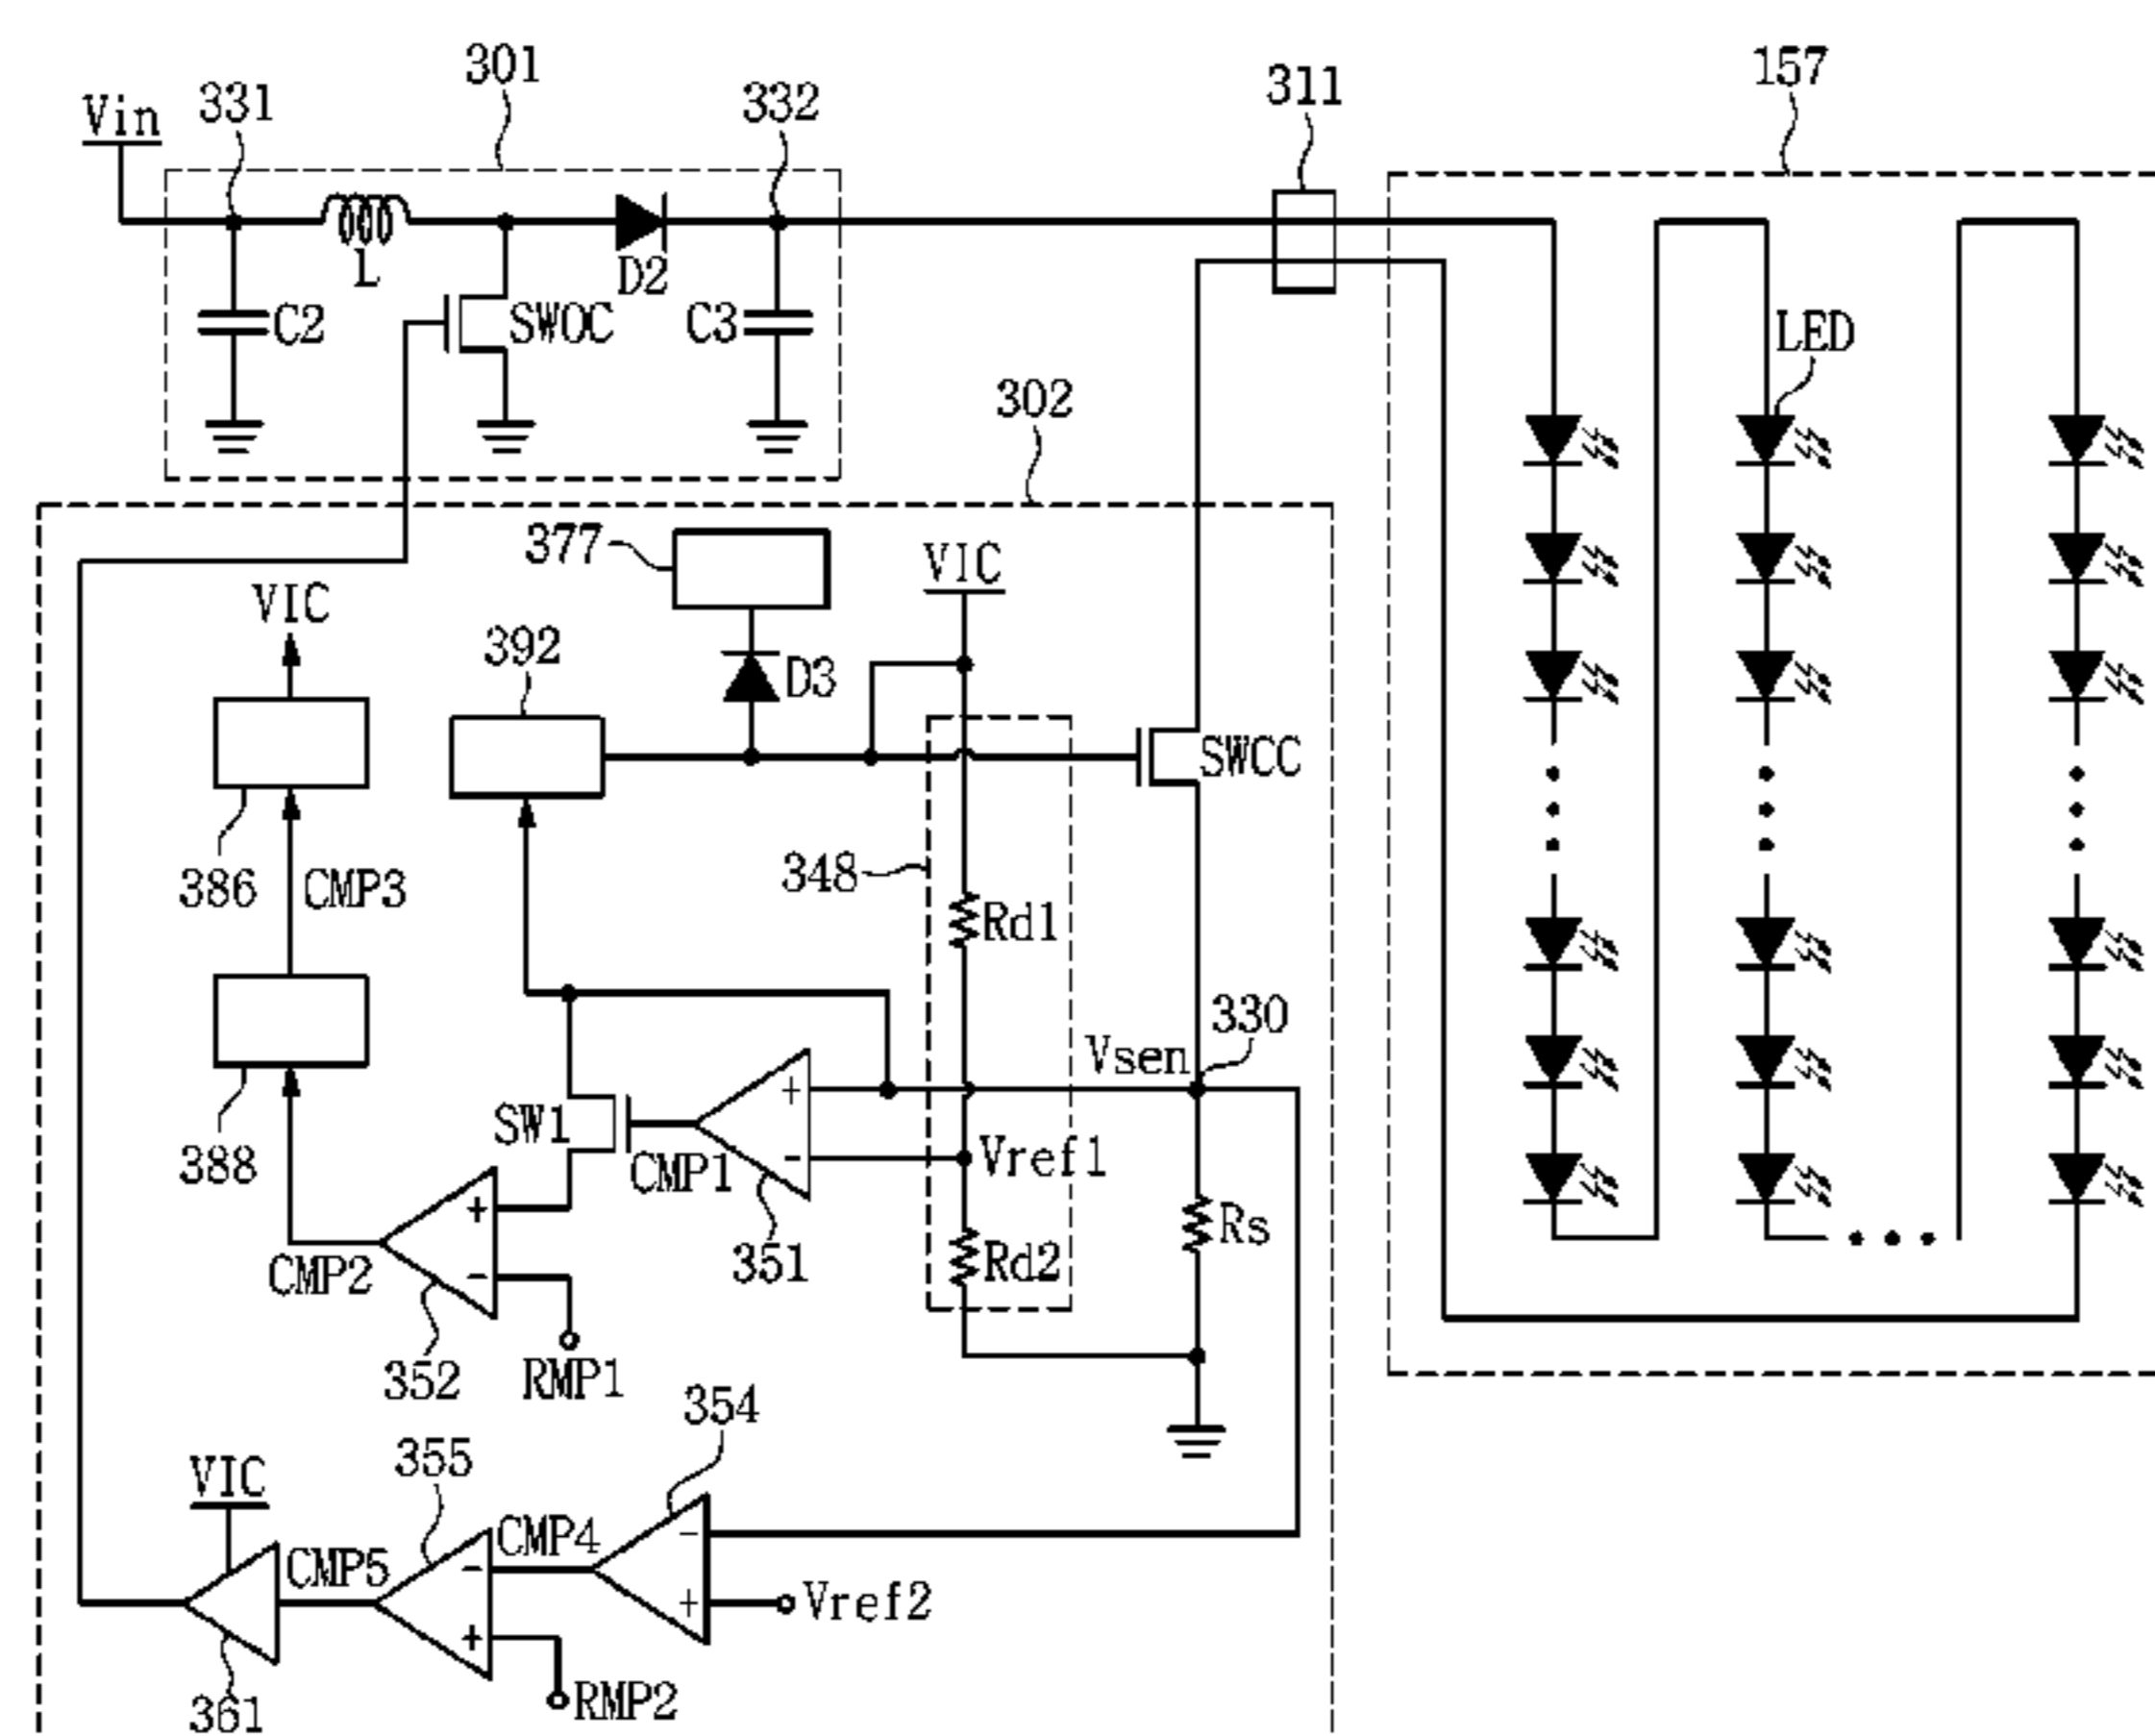 301
331
332
311
157
Vin
L
D2
C2
SWOC
C3
LED
302
377
VIC
VIC
392
D3
SWCC
348
386
CMP3
Rd1
330
Vsen
SW1
CMP1
Vref1
388
351
Rs
CMP2
Rd2
352
RMP1
354
355
VIC
CMP4
CMP5
Vref2
361
RMP2
+
-
+
-
-
+
-
+